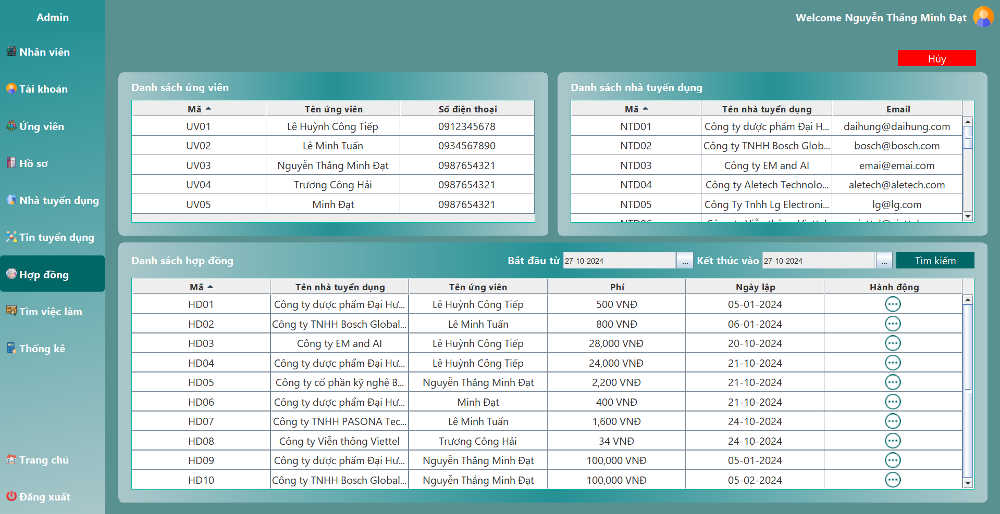 Admin
Welcome Nguyễn Thắng Minh Đạt
Nhân viên
Tài khoản
Ứng viên
Hồ sơ
Nhà tuyển dụng
Tin tuyển dụng
Hợp đồng
Tìm việc làm
Thống kê
Trang chủ
Đăng xuất
Hủy
Danh sách ứng viên
Mã Tên ứng viên Số điện thoại
UV01 Lê Huỳnh Công Tiếp 0912345678
UV02 Lê Minh Tuấn 0934567890
UV03 Nguyễn Thắng Minh Đạt 0987654321
UV04 Trương Công Hải 0987654321
UV05 Minh Đạt 0987654321
Danh sách nhà tuyển dụng
Mã Tên nhà tuyển dụng Email
NTD01 Công ty dược phẩm Đại H... daihung@daihung.com
NTD02 Công ty TNHH Bosch Glob... bosch@bosch.com
NTD03 Công ty EM and AI emai@emai.com
NTD04 Công ty Aletech Technolo... aletech@aletech.com
NTD05 Công Ty Tnhh Lg Electroni... lg@lg.com
Danh sách hợp đồng
Bắt đầu từ 27-10-2024 ... Kết thúc vào 27-10-2024 ... Tìm kiếm
Mã Tên nhà tuyển dụng Tên ứng viên Phí Ngày lập Hành động
HD01 Công ty dược phẩm Đại Hư... Lê Huỳnh Công Tiếp 500 VNĐ 05-01-2024
HD02 Công ty TNHH Bosch Global... Lê Minh Tuấn 800 VNĐ 06-01-2024
HD03 Công ty EM and AI Lê Huỳnh Công Tiếp 28,000 VNĐ 20-10-2024
HD04 Công ty dược phẩm Đại Hư... Lê Huỳnh Công Tiếp 24,000 VNĐ 21-10-2024
HD05 Công ty cổ phần kỹ nghệ B... Nguyễn Thắng Minh Đạt 2,200 VNĐ 21-10-2024
HD06 Công ty dược phẩm Đại Hư... Minh Đạt 400 VNĐ 21-10-2024
HD07 Công ty TNHH PASONA Tec... Lê Minh Tuấn 1,600 VNĐ 24-10-2024
HD08 Công ty Viễn thông Viettel Trương Công Hải 34 VNĐ 24-10-2024
HD09 Công ty dược phẩm Đại Hư... Nguyễn Thắng Minh Đạt 100,000 VNĐ 05-01-2024
HD10 Công ty TNHH Bosch Global... Nguyễn Thắng Minh Đạt 100,000 VNĐ 05-02-2024